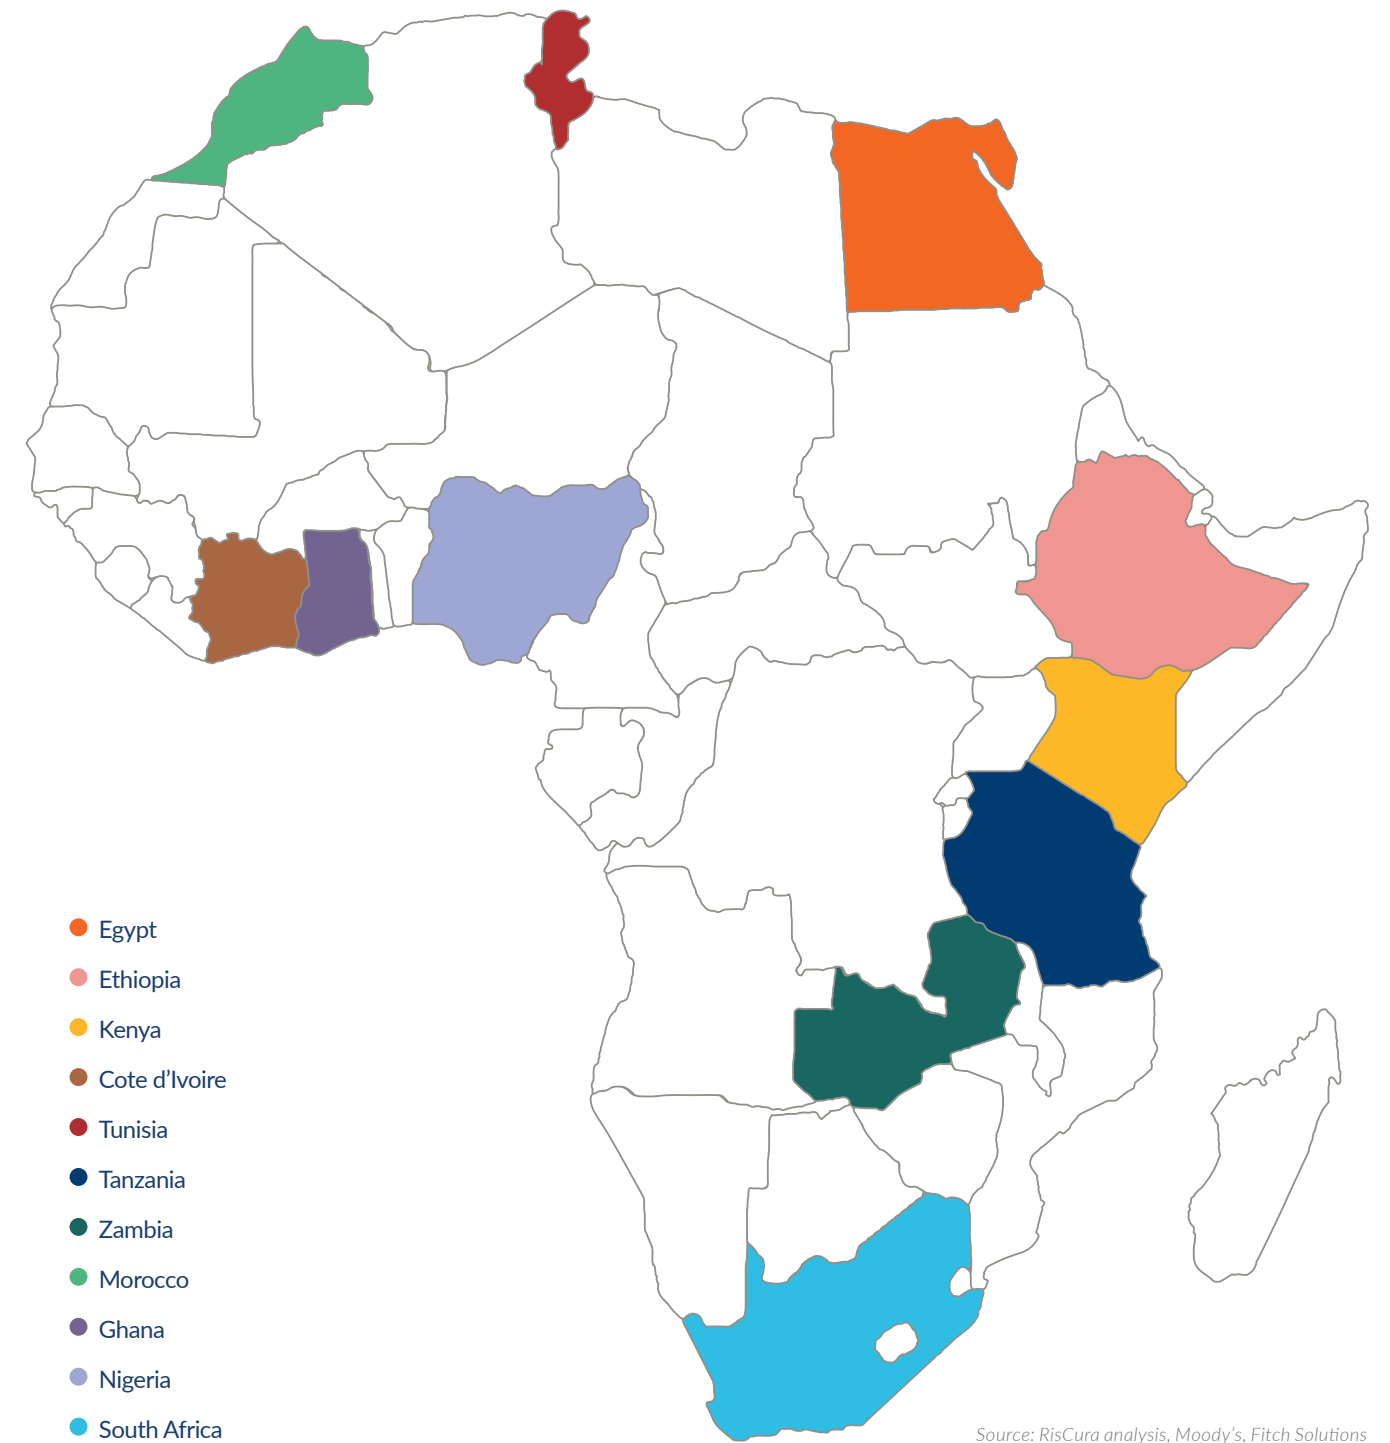 Egypt
Ethiopia
Kenya
Cote d’Ivoire
Tunisia
Tanzania
Zambia
Morocco
Ghana
Nigeria
South Africa
Source: RisCura analysis, Moody’s, Fitch Solutions